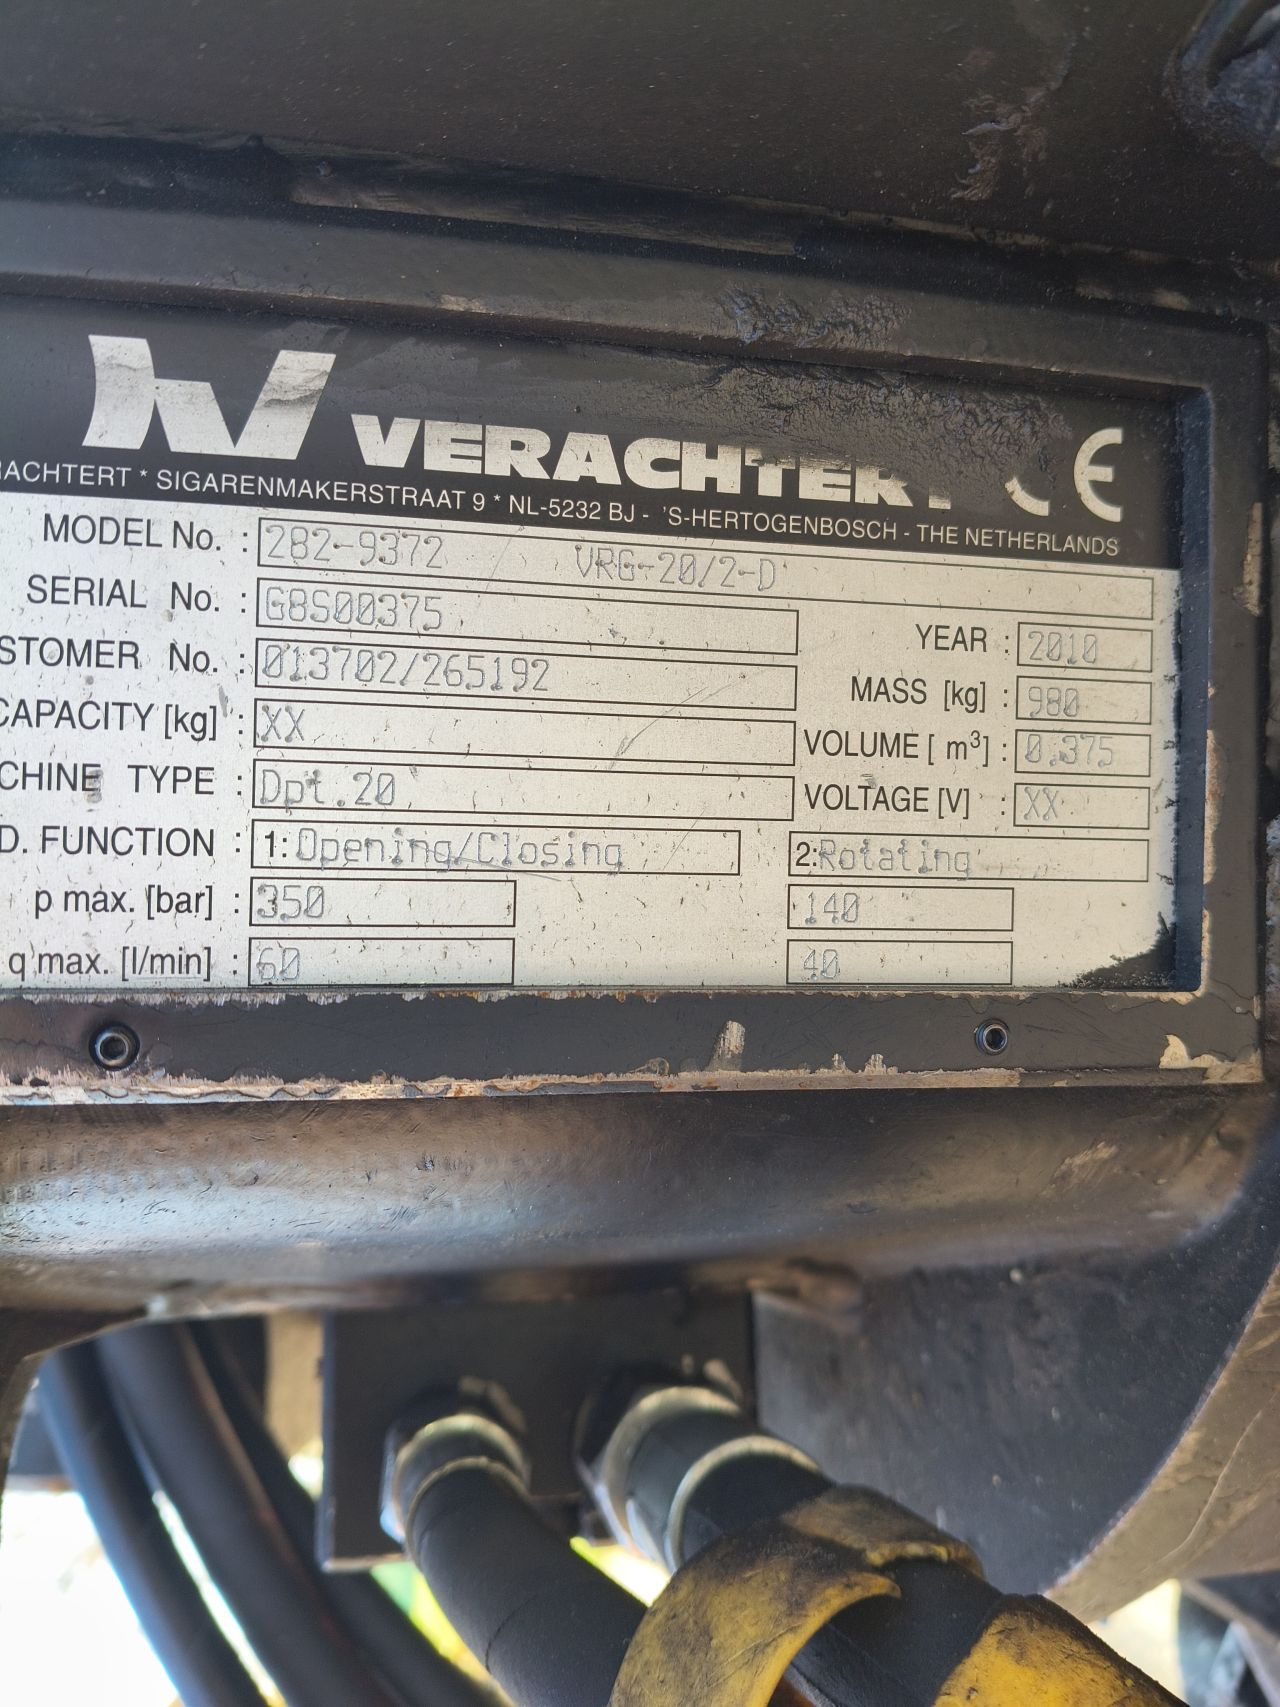 VERACHTERT CE
RACHTERT * SIGARENMAKERSTRAAT 9 * NL-5232 BJ - 'S-HERTOGENBOSCH - THE NETHERLANDS
MODEL No. : 282-9372 VRG-20/2-D
SERIAL No. : G8S00375 YEAR : 2010
STOMER No. : 013702/265192 MASS [kg] : 980
CAPACITY [kg] : XX VOLUME [ m³] : 0.375
CHINE TYPE : Dpt.20 VOLTAGE [V] : XX
D. FUNCTION : 1: Opening/Closing 2: Rotating
p max. [bar] : 350 140
q max. [l/min] : 60 40